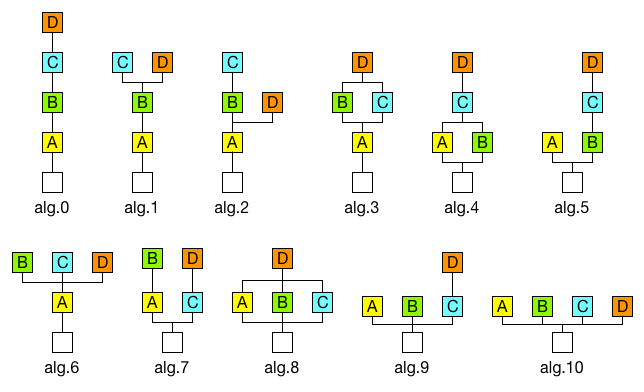 D
C C D C D D D
B B B D B C C C
A A A A A B A B
alg.0 alg.1 alg.2 alg.3 alg.4 alg.5
B C D B D D D
A A C A B C A B C A B C D
alg.6 alg.7 alg.8 alg.9 alg.10